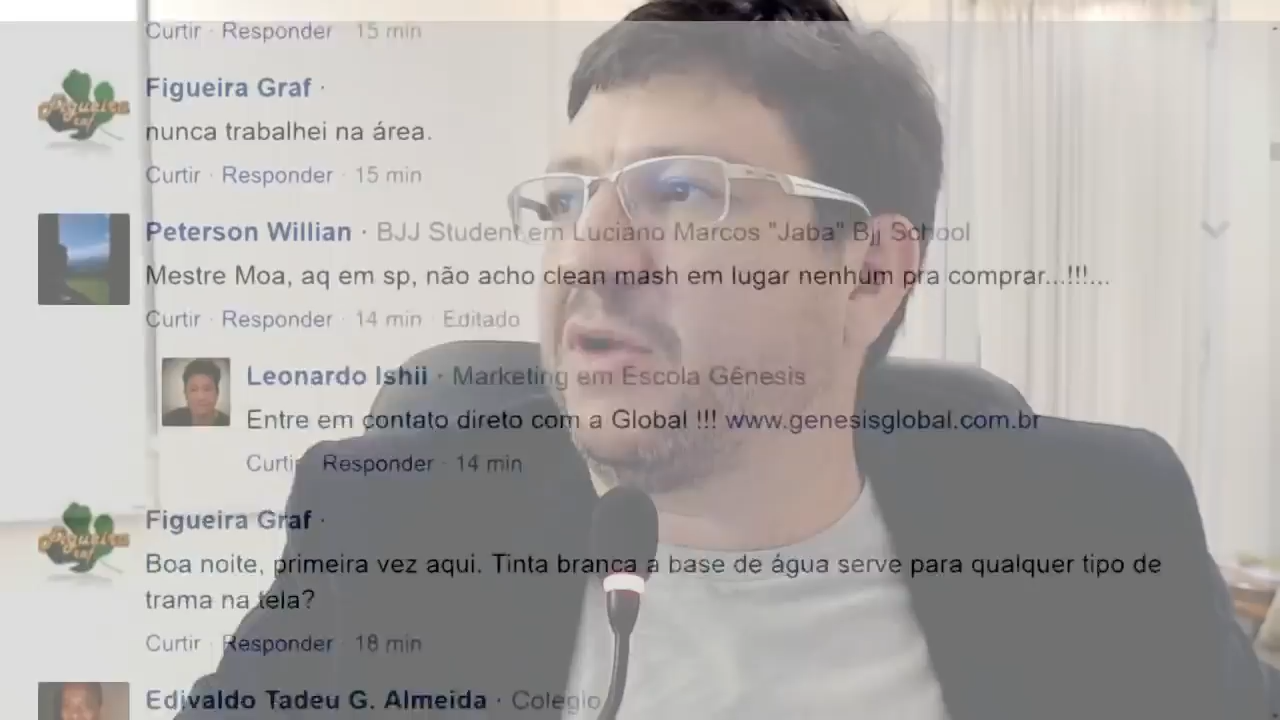 Curtir · Responder · 15 min
Figueira Graf ·
nunca trabalhei na área.
Curtir · Responder · 15 min
Peterson Willian · BJJ Student em Luciano Marcos "Jaba" Bjj School
Mestre Moa, aq em sp, não acho clean mash em lugar nenhum pra comprar...!!!...
Curtir · Responder · 14 min · Editado
Leonardo Ishii · Marketing em Escola Gênesis
Entre em contato direto com a Global !!! www.genesisglobal.com.br
Curtir · Responder · 14 min
Figueira Graf ·
Boa noite, primeira vez aqui. Tinta branca a base de água serve para qualquer tipo de
trama na tela?
Curtir · Responder · 18 min
Edivaldo Tadeu G. Almeida · Colegio